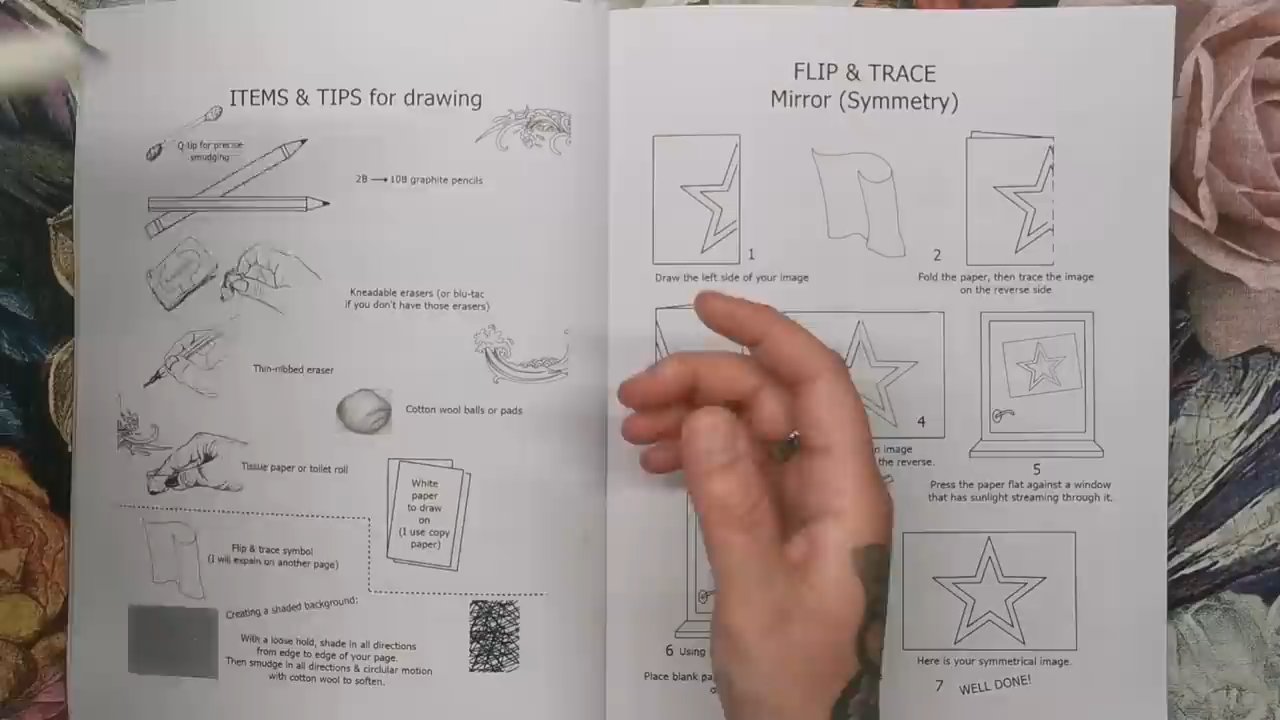 ITEMS & TIPS for drawing
Q-tip for precise
smudging
2B → 10B graphite pencils
Kneadable erasers (or blu-tac
if you don't have those erasers)
Thin-nibbed eraser
Cotton wool balls or pads
Tissue paper or toilet roll
White
paper
to draw
on
(I use copy
paper)
Flip & trace symbol
(I will expain on another page)
Creating a shaded background:
With a loose hold, shade in all directions
from edge to edge of your page.
Then smudge in all directions & circlular motion
with cotton wool to soften.
FLIP & TRACE
Mirror (Symmetry)
1
Draw the left side of your image
2
Fold the paper, then trace the image
on the reverse side
4
image
the reverse.
5
Press the paper flat against a window
that has sunlight streaming through it.
6 Using
Place blank
Here is your symmetrical image.
7 WELL DONE!